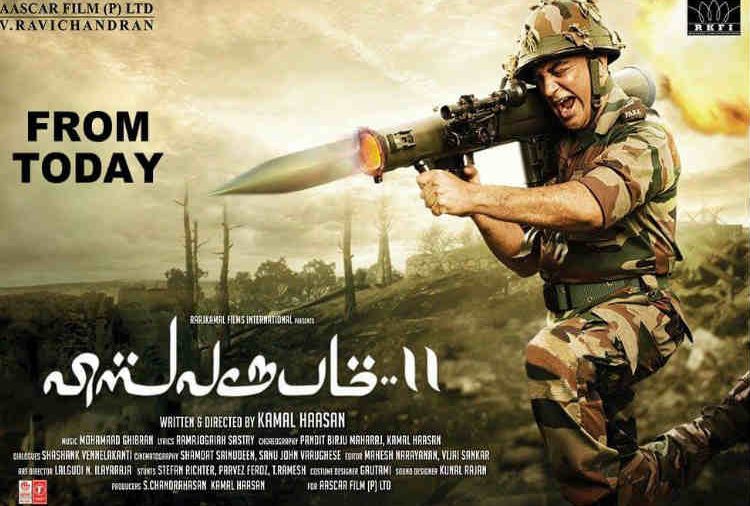 AASCAR FILM (P) LTD
V.RAVICHANDRAN
RKFI
FROM
TODAY
RAAJKAMAL FILMS INTERNATIONAL PRESENTS
விஸ்வரூபம்..II
WRITTEN & DIRECTED BY KAMAL HAASAN
MUSIC MOHAMAAD GHIBRAN LYRICS RAMAJOGAIAH SASTRY CHOREOGRAPHY PANDIT BIRJU MAHARAJ, KAMAL HAASAN
DIALOGUES SHASHANK VENNELAKANTI CINEMATOGRAPHY SHAMDAT SAINUDEEN, SANU JOHN VARUGHESE EDITOR MAHESH NARAYANAN, VIJAI SANKAR
ART DIRECTOR LALGUDI N. ILAYARAJA STUNTS STEFAN RICHTER, PARVEZ FEROZ, T.RAMESH COSTUME DESIGNER GAUTAMI SOUND DESIGNER KUNAL RAJAN
PRODUCERS S.CHANDRAHASAN KAMAL HAASAN FOR AASCAR FILM (P) LTD